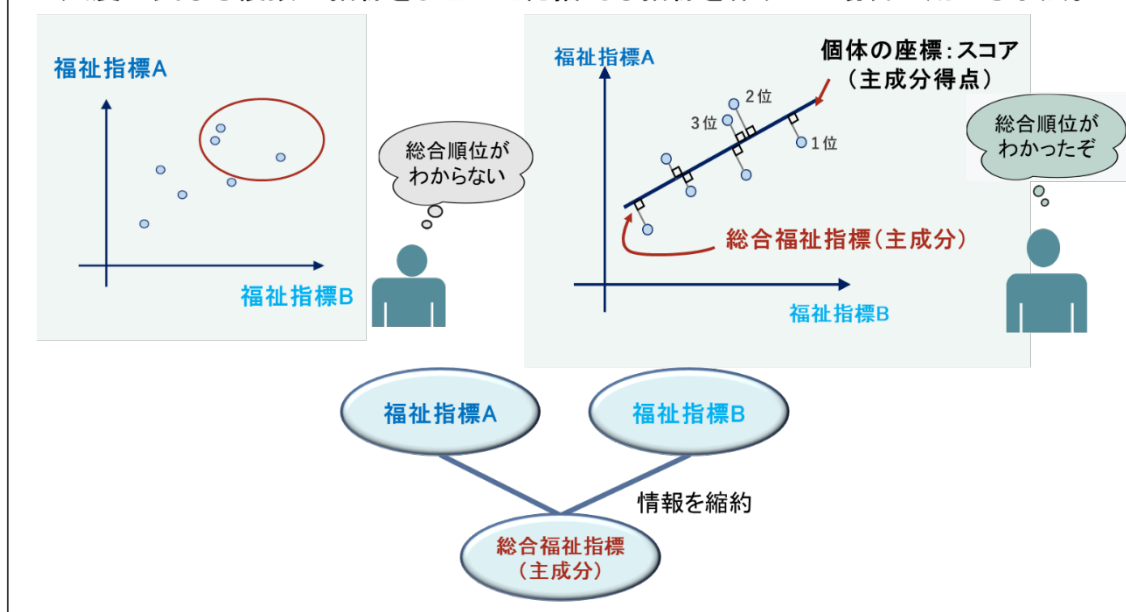 福祉指標A
福祉指標B
総合順位が
わからない
福祉指標A
個体の座標：スコア
（主成分得点）
2位
3位
1位
総合福祉指標（主成分）
福祉指標B
総合順位が
わかったぞ
福祉指標A
福祉指標B
情報を縮約
総合福祉指標
（主成分）